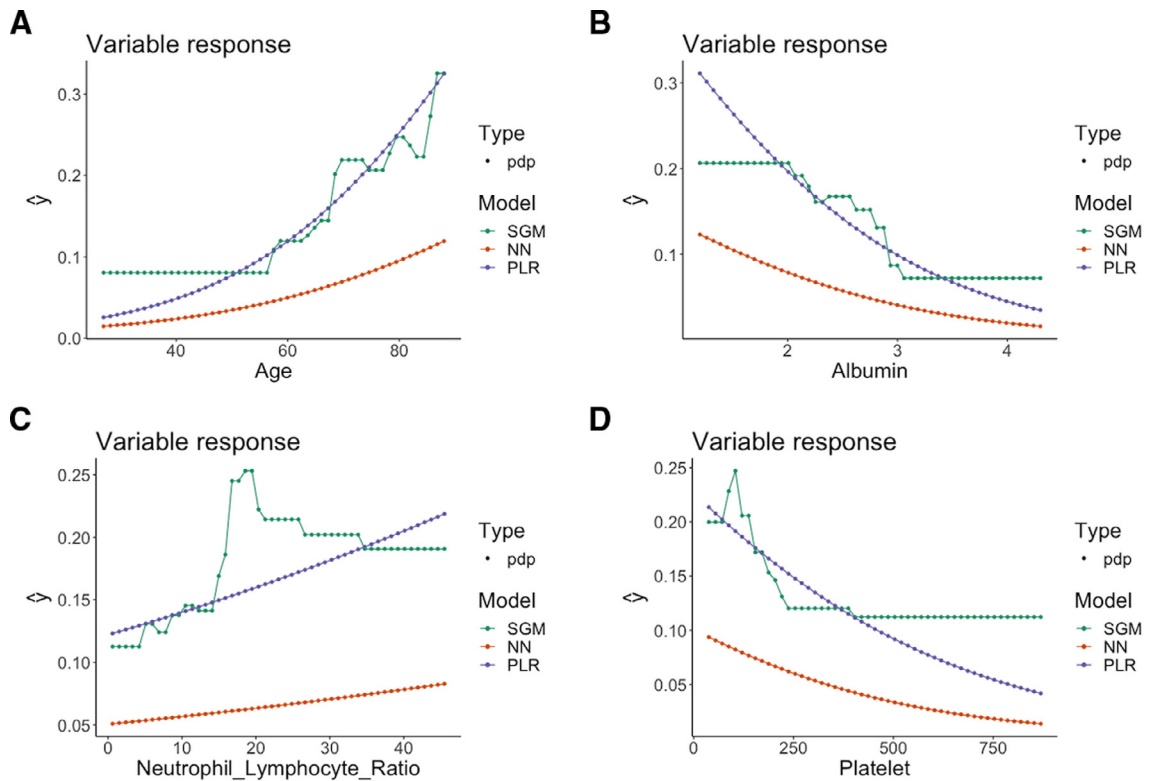 A
Variable response
0.3
0.2
0.1
0.0
ŷ
40 60 80
Age
Type
pdp
Model
SGM
NN
PLR
B
Variable response
0.3
0.2
0.1
ŷ
2 3 4
Albumin
Type
pdp
Model
SGM
NN
PLR
C
Variable response
0.25
0.20
0.15
0.10
0.05
ŷ
0 10 20 30 40
Neutrophil_Lymphocyte_Ratio
Type
pdp
Model
SGM
NN
PLR
D
Variable response
0.25
0.20
0.15
0.10
0.05
ŷ
0 250 500 750
Platelet
Type
pdp
Model
SGM
NN
PLR